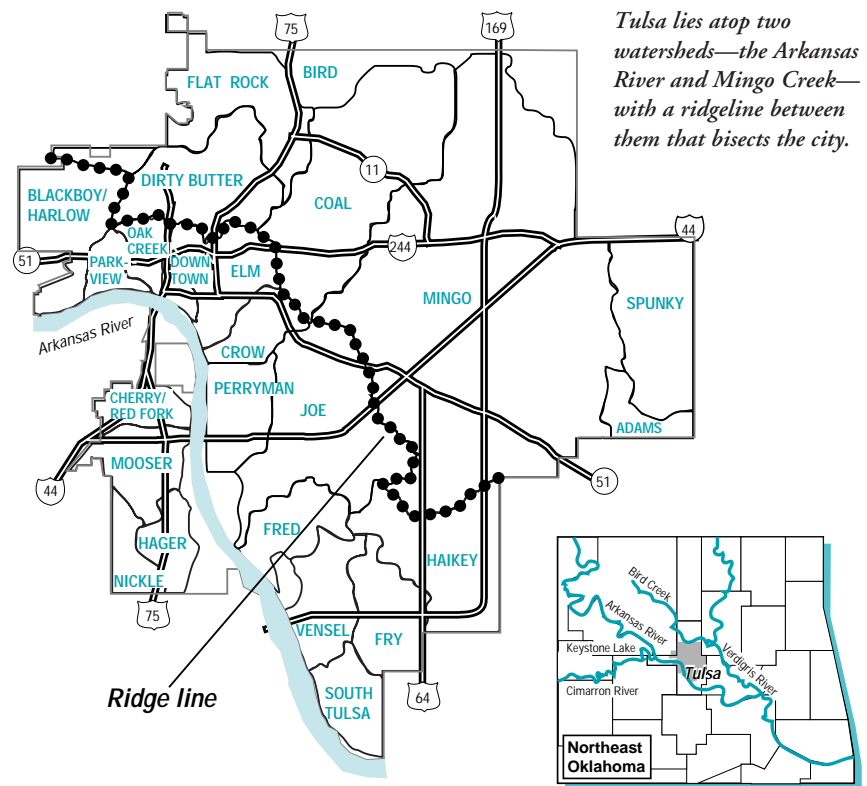 Tulsa lies atop two
watersheds—the Arkansas
River and Mingo Creek—
with a ridgeline between
them that bisects the city.
75
169
BIRD
FLAT ROCK
11
DIRTY BUTTER
BLACKBOY/
HARLOW
COAL
OAK
CREEK
44
244
51
PARK-
VIEW
DOWN
TOWN
ELM
MINGO
SPUNKY
Arkansas River
CROW
PERRYMAN
CHERRY/
RED FORK
JOE
ADAMS
MOOSER
44
51
FRED
HAGER
HAIKEY
NICKLE
75
VENSEL
FRY
Ridge line
SOUTH
TULSA
64
Bird Creek
Arkansas River
Keystone Lake
Verdigris River
Tulsa
Cimarron River
Northeast
Oklahoma